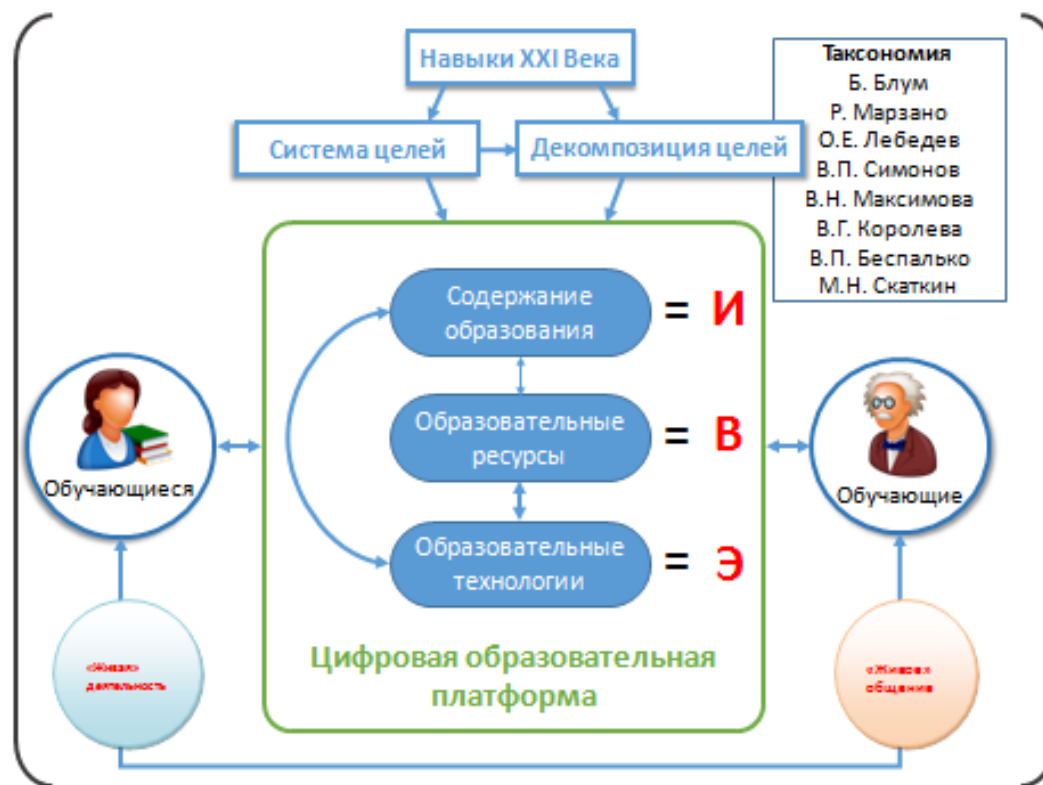 Навыки XXI Века
Таксономия
Б. Блум
Р. Марзано
О.Е. Лебедев
В.П. Симонов
В.Н. Максимова
В.Г. Королева
В.П. Беспалько
М.Н. Скаткин
Система целей
Декомпозиция целей
Содержание
образования
= И
Образовательные
ресурсы
= В
Образовательные
технологии
= Э
Обучающиеся
Обучающие
Цифровая образовательная
платформа
«Живая»
деятельность
«Живое»
общение